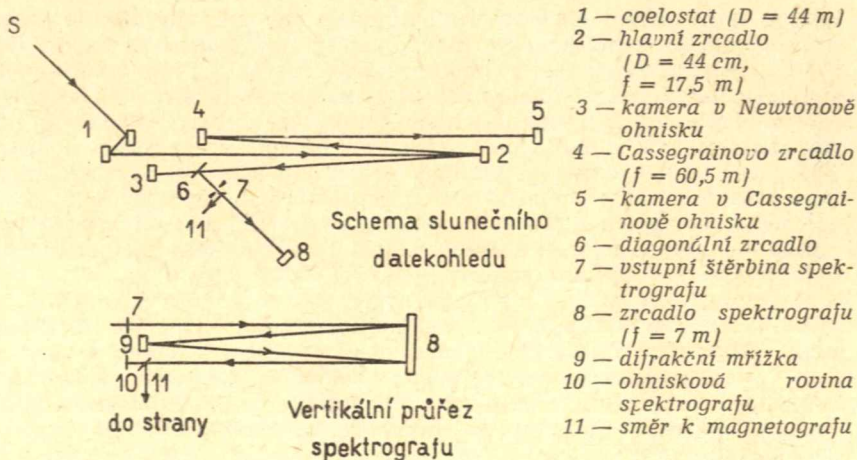 S
1
4
5
3
6
7
2
11
8
Schema slunečního
dalekohledu
7
9
8
10
11
do strany
Vertikální průřez
spektrografu
1 — coelostat (D = 44 m)
2 — hlavní zrcadlo
(D = 44 cm,
f = 17,5 m)
3 — kamera v Newtonově
ohnisku
4 — Cassegrainovo zrcadlo
(f = 60,5 m)
5 — kamera v Cassegrai-
nově ohnisku
6 — diagonální zrcadlo
7 — vstupní štěrbina spek-
trografu
8 — zrcadlo spektrografu
(f = 7 m)
9 — difrakční mřížka
10 — ohnisková rovina
spektrografu
11 — směr k magnetografu